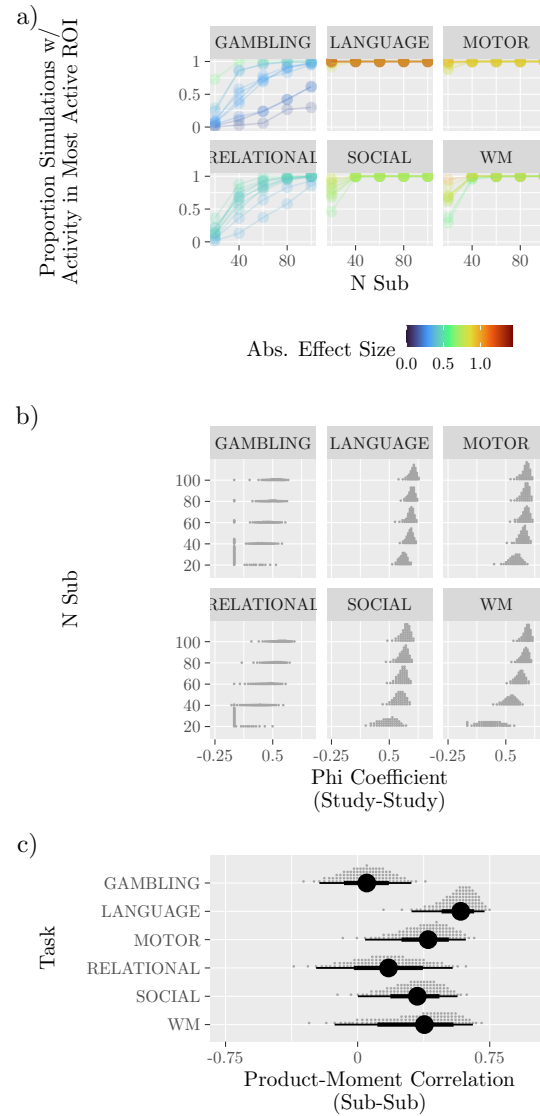 a)
Proportion Simulations w/
Activity in Most Active ROI
GAMBLING LANGUAGE MOTOR
1
0.5
0
RELATIONAL SOCIAL WM
1
0.5
0
40 80 40 80 40 80
N Sub
Abs. Effect Size
0.0 0.5 1.0
b)
N Sub
GAMBLING LANGUAGE MOTOR
100
80
60
40
20
RELATIONAL SOCIAL WM
100
80
60
40
20
-0.25 0.5 -0.25 0.5 -0.25 0.5
Phi Coefficient
(Study-Study)
c)
Task
GAMBLING
LANGUAGE
MOTOR
RELATIONAL
SOCIAL
WM
-0.75 0 0.75
Product-Moment Correlation
(Sub-Sub)